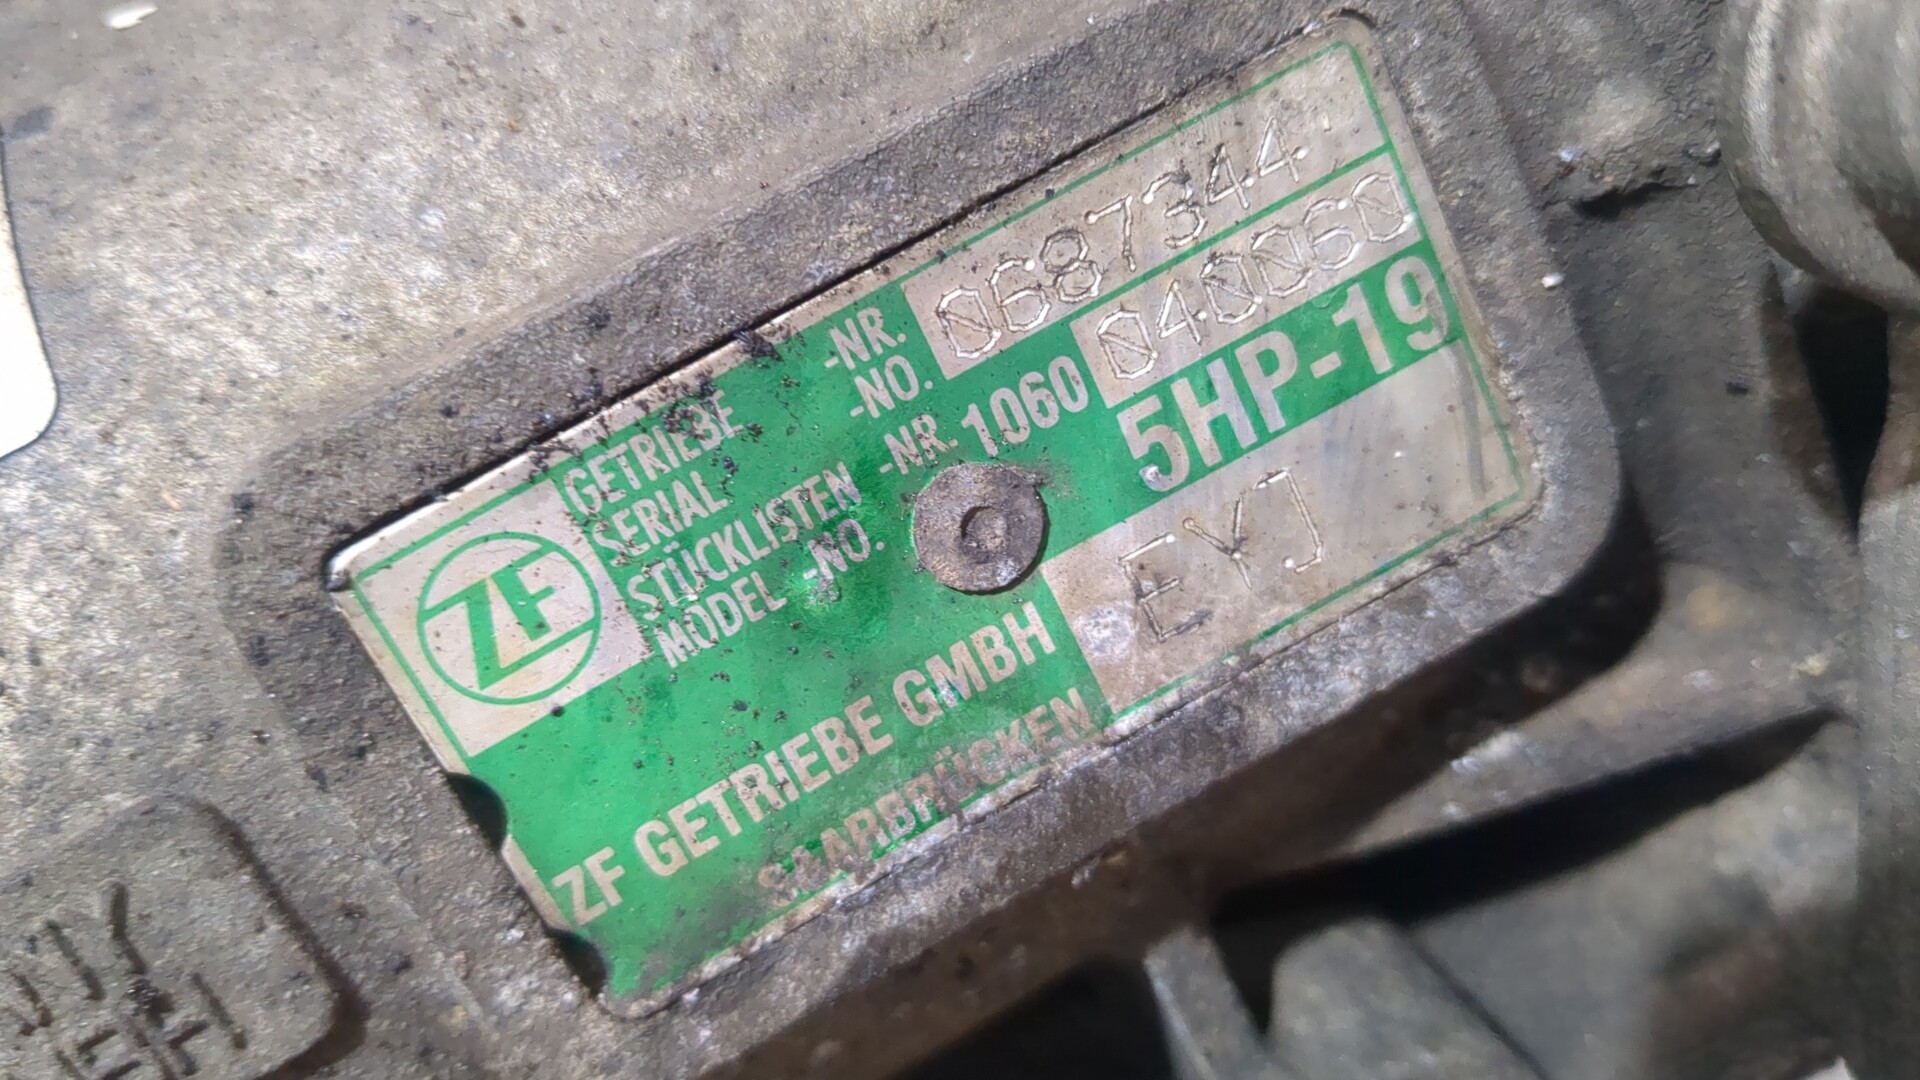 ZF
GETRIEBE -NR. 0687344
SERIAL -NO.
STÜCKLISTEN -NR. 1060 040060
MODEL -NO.
5HP-19
EYJ
ZF GETRIEBE GMBH
SAARBRÜCKEN